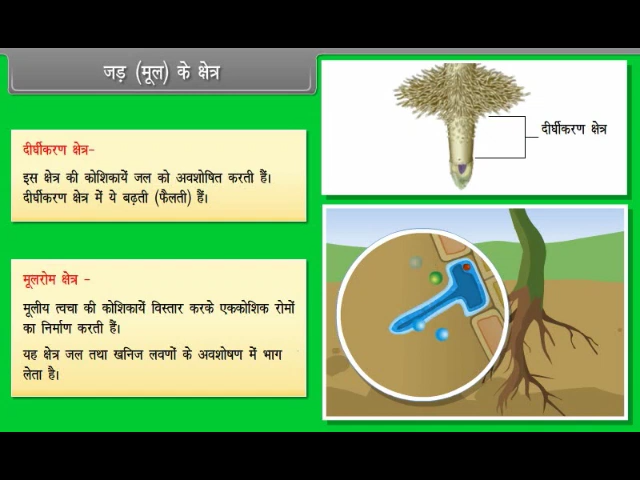 जड़ (मूल) के क्षेत्र
दीर्घीकरण क्षेत्र-
इस क्षेत्र की कोशिकायें जल को अवशोषित करती हैं।
दीर्घीकरण क्षेत्र में ये बढ़ती (फैलती) हैं।
दीर्घीकरण क्षेत्र
मूलरोम क्षेत्र -
मूलीय त्वचा की कोशिकायें विस्तार करके एककोशिक रोमों
का निर्माण करती हैं।
यह क्षेत्र जल तथा खनिज लवणों के अवशोषण में भाग
लेता है।